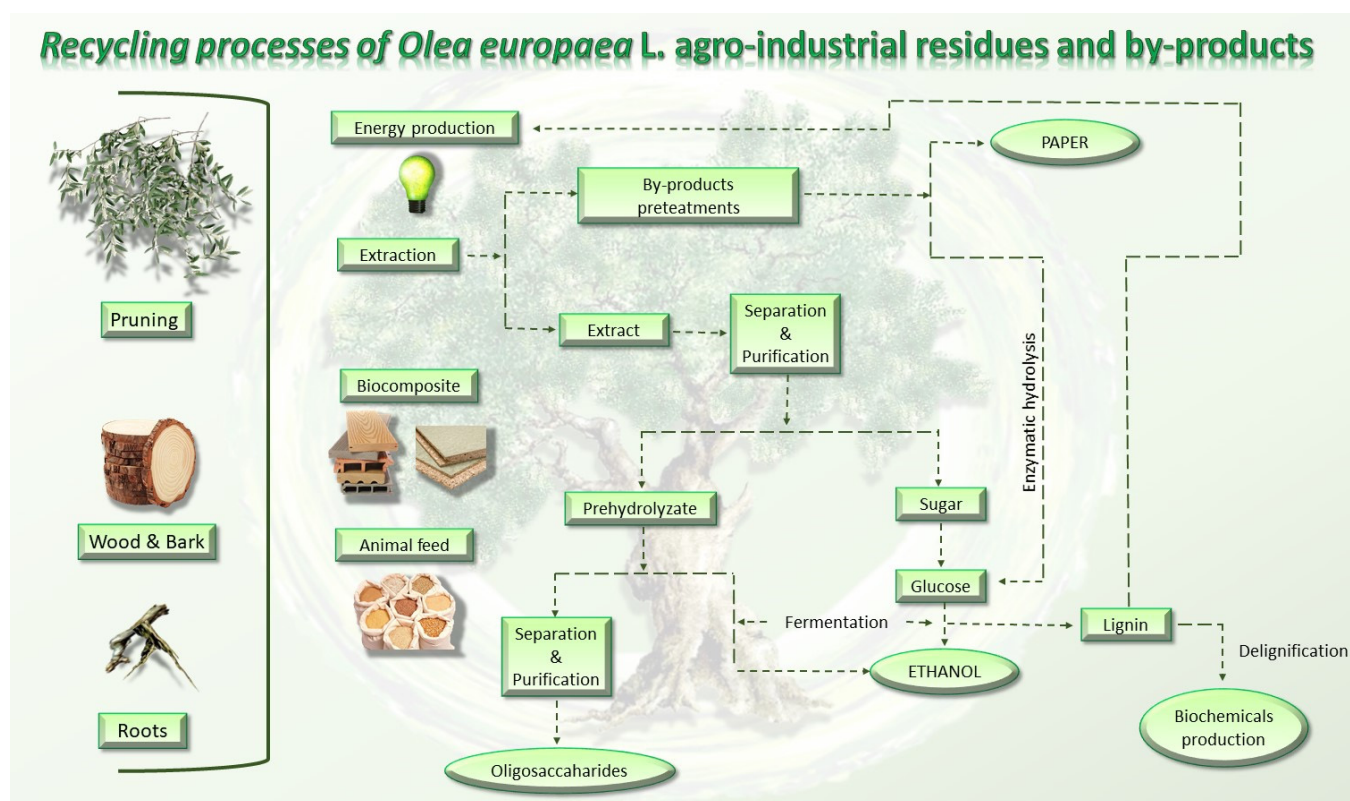 Recycling processes of Olea europaea L. agro-industrial residues and by-products
Pruning
Wood & Bark
Roots
Energy production
Extraction
Biocomposite
Animal feed
By-products
pretreatments
PAPER
Extract
Separation
&
Purification
Enzymatic hydrolysis
Prehydrolyzate
Sugar
Glucose
Fermentation
Separation
&
Purification
ETHANOL
Lignin
Delignification
Biochemicals
production
Oligosaccaharides